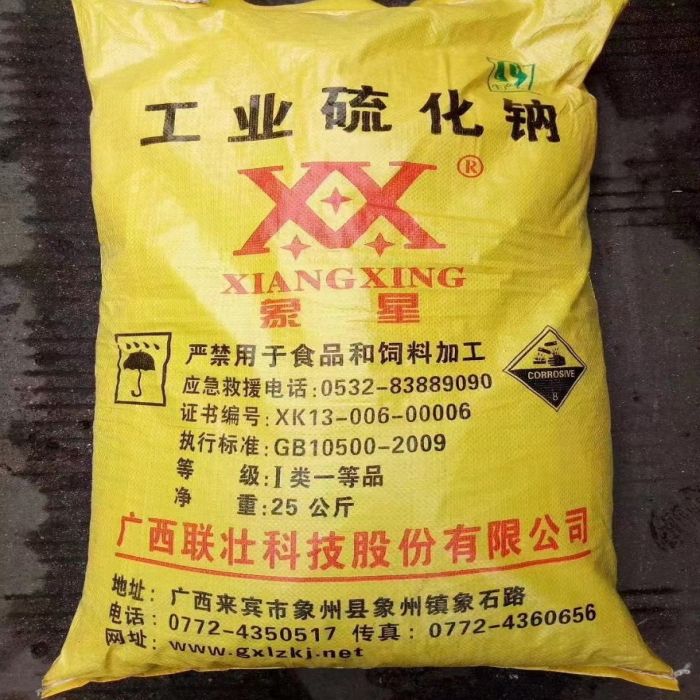 工业硫化钠
XX®
XIANGXING
象星
严禁用于食品和饲料加工
应急救援电话:0532-83889090
证书编号:XK13-006-00006
执行标准:GB10500-2009
等 级:I类一等品
净 重:25公斤
CORROSIVE
8
广西联壮科技股份有限公司
地址:广西来宾市象州县象州镇象石路
电话:0772-4350517 传真:0772-4360656
网址:www.gxlzkj.net